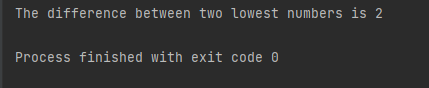 The difference between two lowest numbers is 2
Process finished with exit code 0